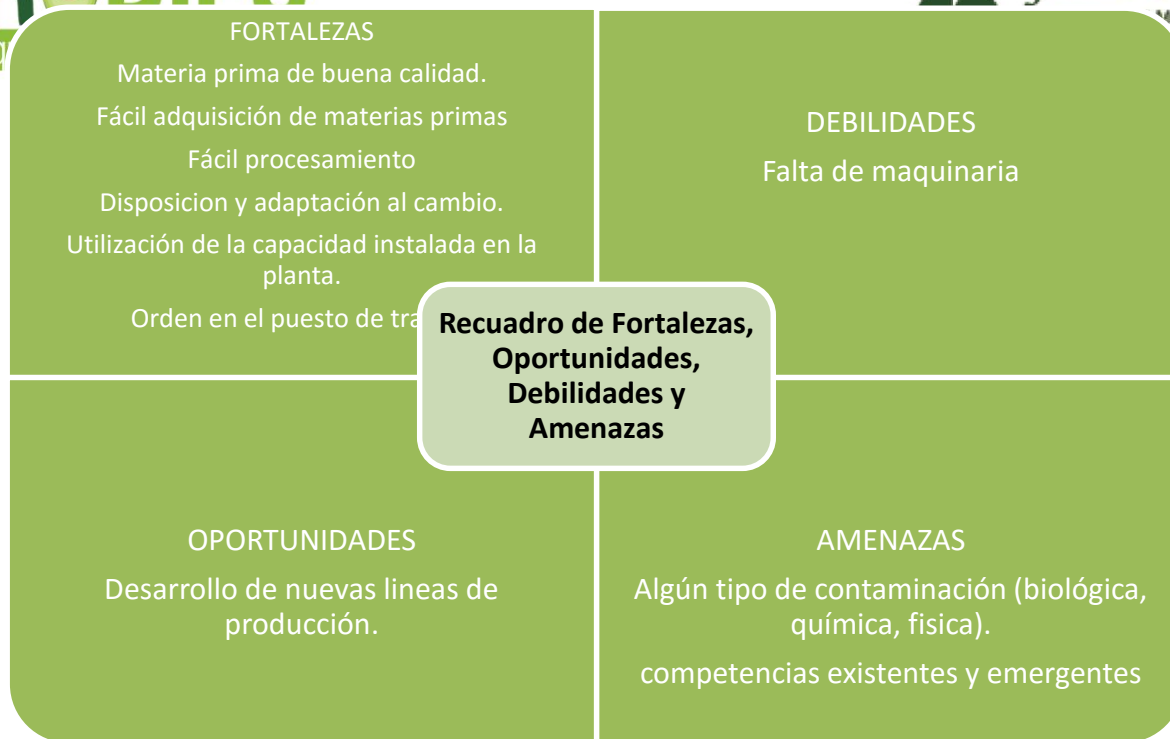 FORTALEZAS
Materia prima de buena calidad.
Fácil adquisición de materias primas
Fácil procesamiento
Disposicion y adaptación al cambio.
Utilización de la capacidad instalada en la
planta.
Orden en el puesto de
DEBILIDADES
Falta de maquinaria
Recuadro de Fortalezas,
Oportunidades,
Debilidades y
Amenazas
OPORTUNIDADES
Desarrollo de nuevas lineas de
producción.
AMENAZAS
Algún tipo de contaminación (biológica,
química, fisica).
competencias existentes y emergentes